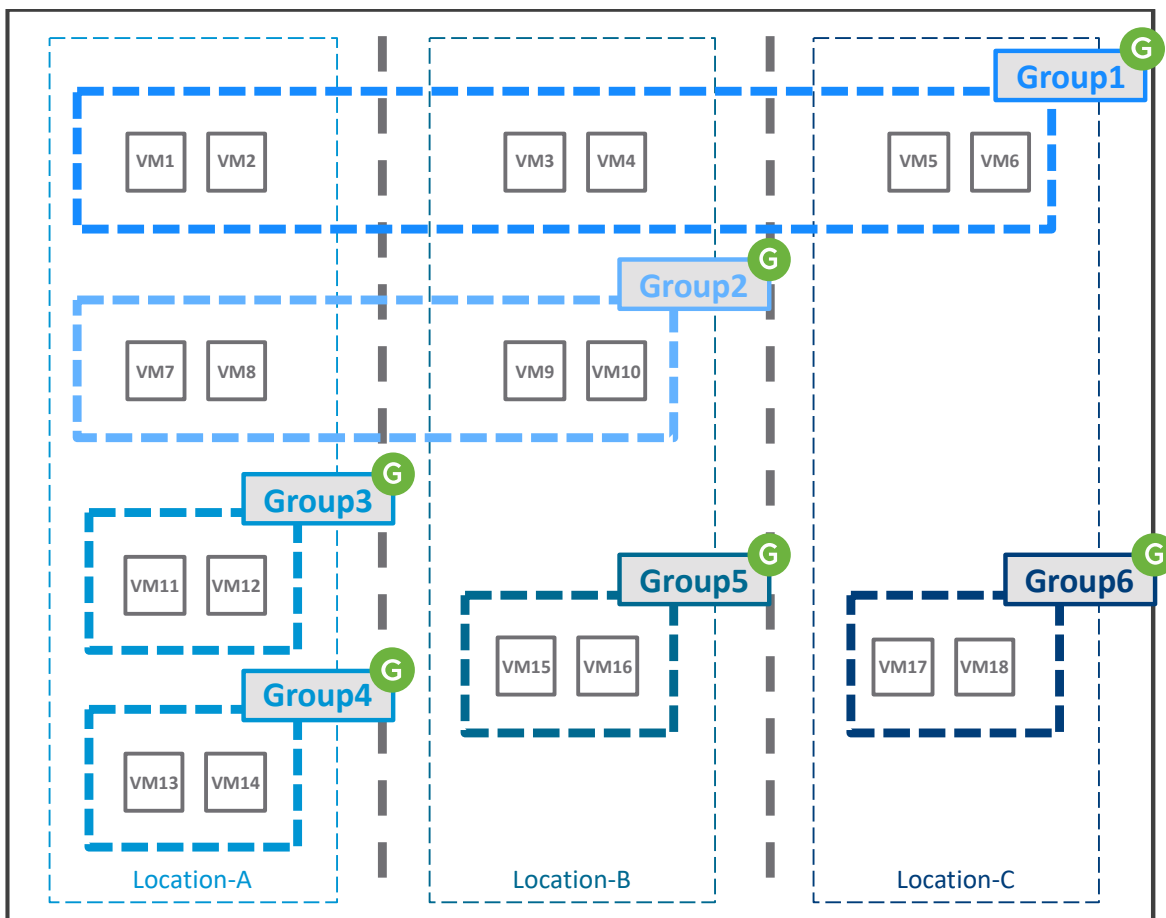 G
Group1
VM1 VM2 VM3 VM4 VM5 VM6
G
Group2
VM7 VM8 VM9 VM10
G
Group3
VM11 VM12
G
Group5
G
Group6
VM15 VM16 VM17 VM18
G
Group4
VM13 VM14
Location-A Location-B Location-C